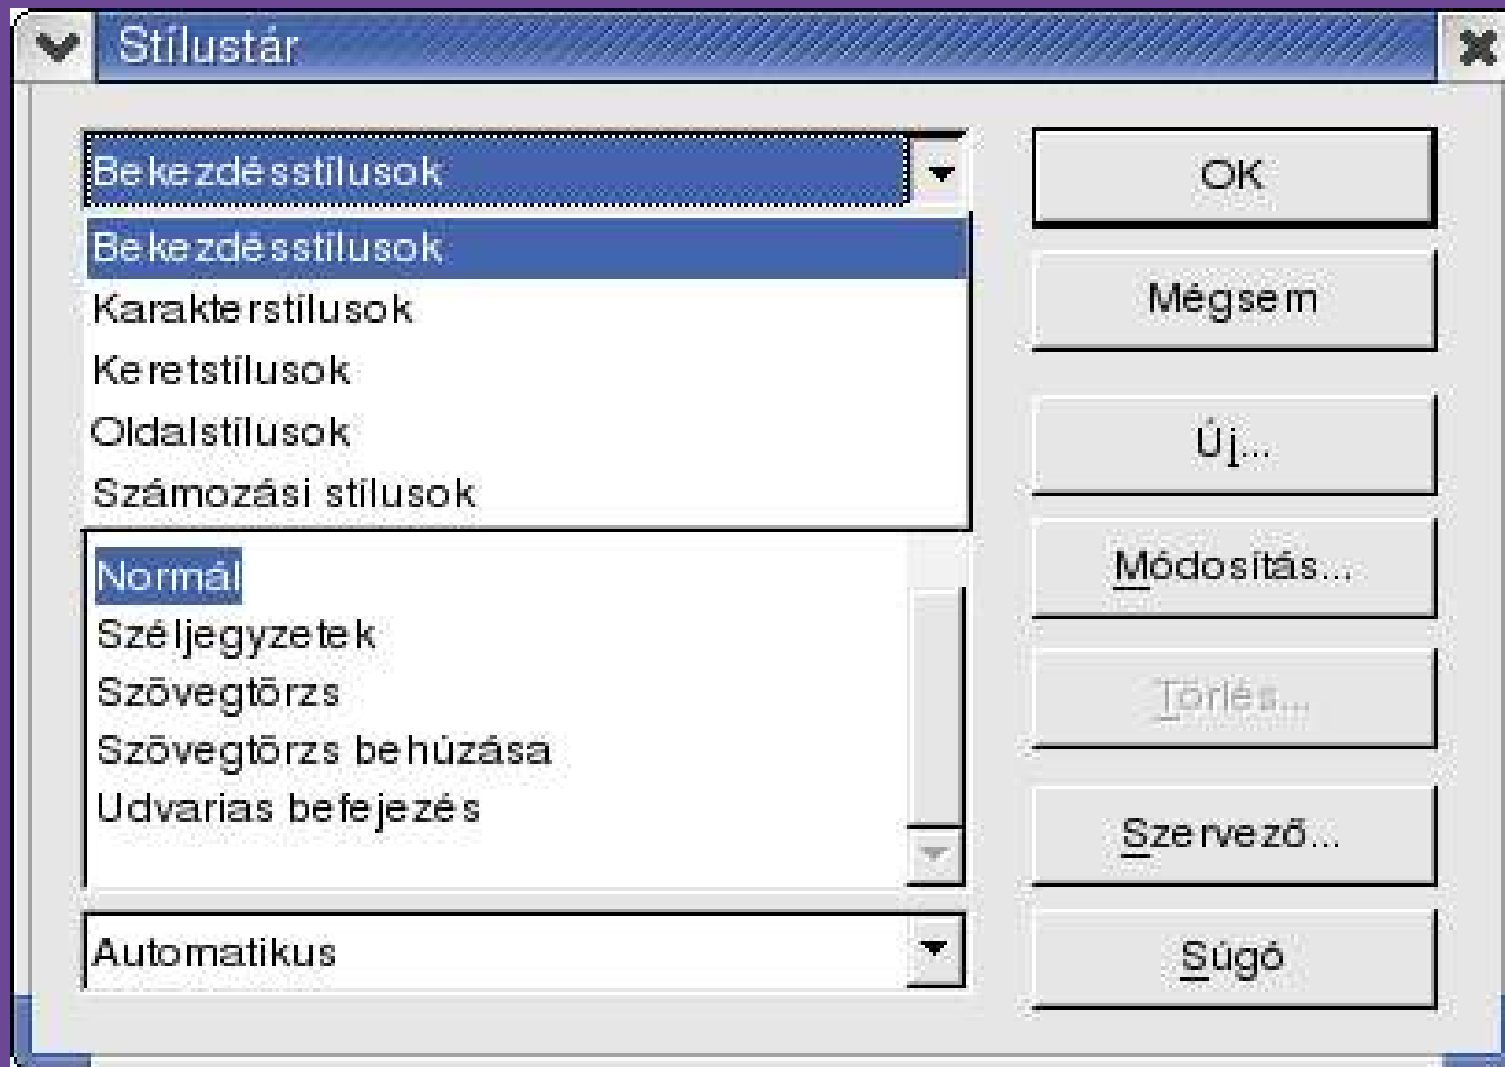 Stílustár
Bekezdésstílusok
Bekezdésstílusok
Karakterstílusok
Keretstílusok
Oldalstílusok
Számozási stílusok
Normál
Széljegyzetek
Szövegtörzs
Szövegtörzs behúzása
Udvarias befejezés
Automatikus
OK
Mégsem
Új...
Módosítás...
Törlés...
Szervező...
Súgó